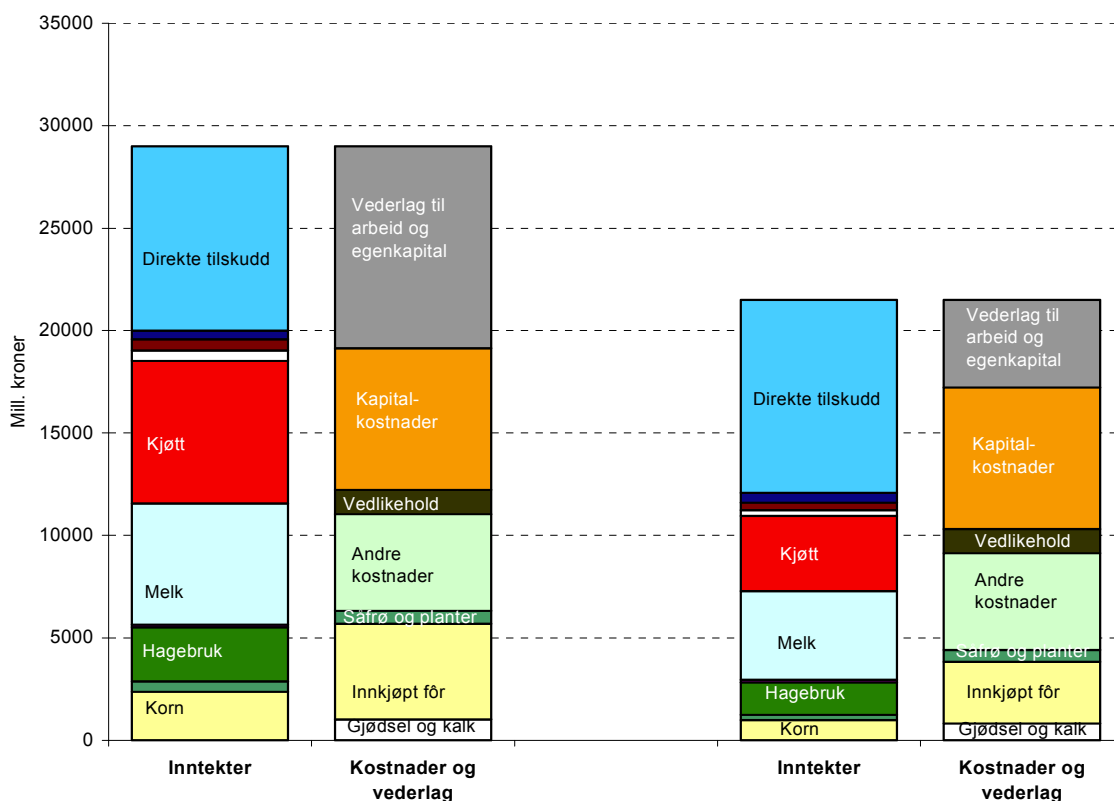 35000
30000
25000
20000
15000
10000
5000
0
Mill. kroner
Direkte tilskudd
Kjøtt
Melk
Hagebruk
Korn
Vederlag til
arbeid og
egenkapital
Kapital-
kostnader
Vedlikehold
Andre
kostnader
Såfrø og planter
Innkjøpt fôr
Gjødsel og kalk
Direkte tilskudd
Kjøtt
Melk
Hagebruk
Korn
Vederlag til
arbeid og
egenkapital
Kapital-
kostnader
Vedlikehold
Andre
kostnader
Såfrø og planter
Innkjøpt fôr
Gjødsel og kalk
Inntekter
Kostnader og
vederlag
Inntekter
Kostnader og
vederlag